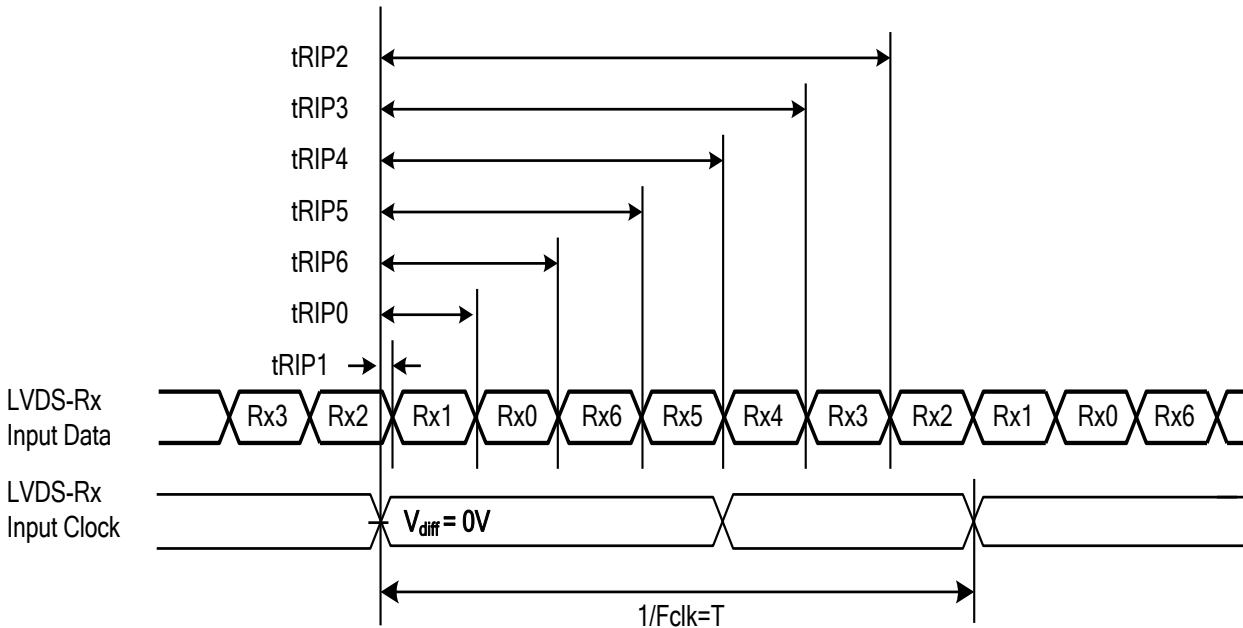 tRIP2
tRIP3
tRIP4
tRIP5
tRIP6
tRIP0
tRIP1
LVDS-Rx
Input Data
Rx3 Rx2 Rx1 Rx0 Rx6 Rx5 Rx4 Rx3 Rx2 Rx1 Rx0 Rx6
LVDS-Rx
Input Clock
Vdiff = 0V
1/Fclk=T